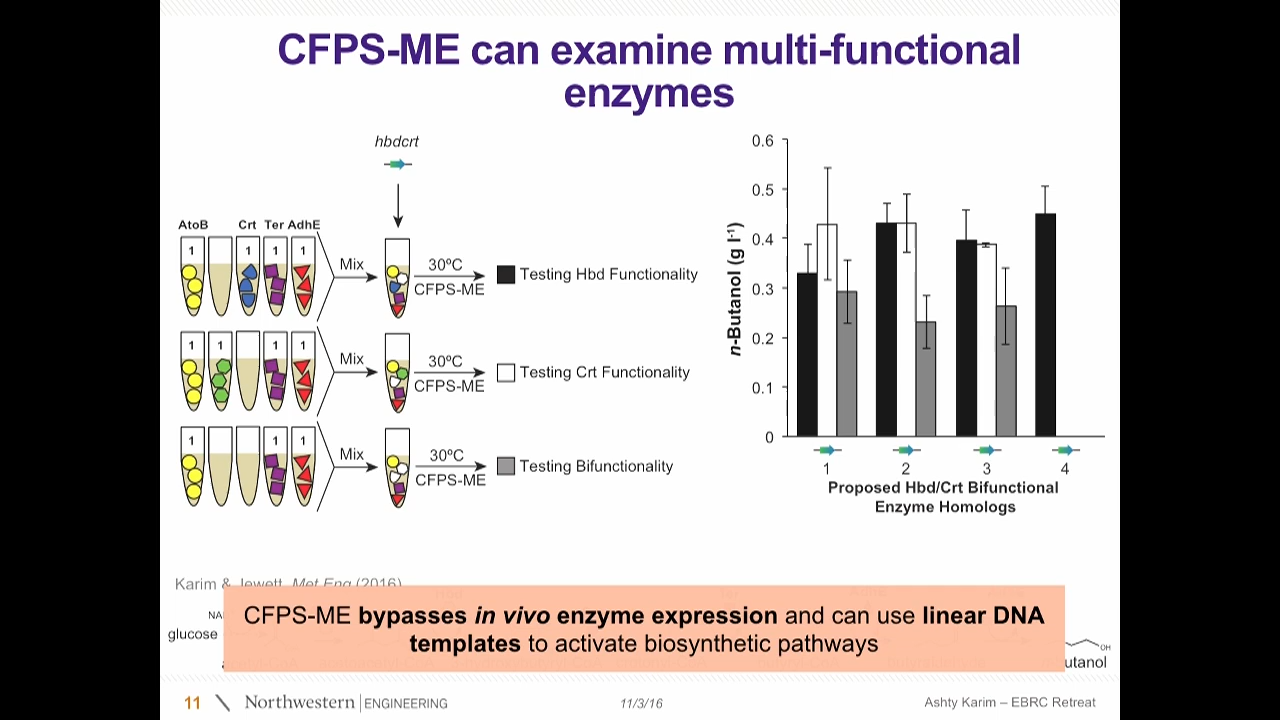 CFPS-ME can examine multi-functional
enzymes
hbdcrt
AtoB Crt Ter AdhE
1 1 1 1
Mix
30ºC
CFPS-ME
Testing Hbd Functionality
1 1 1 1
Mix
30ºC
CFPS-ME
Testing Crt Functionality
1 1 1
Mix
30ºC
CFPS-ME
Testing Bifunctionality
n-Butanol (g l-1)
0.6
0.5
0.4
0.3
0.2
0.1
0
1 2 3 4
Proposed Hbd/Crt Bifunctional
Enzyme Homologs
Karim & Jewett, Met Eng (2016)
CFPS-ME bypasses in vivo enzyme expression and can use linear DNA
templates to activate biosynthetic pathways
glucose
OH
utanol
11 Northwestern ENGINEERING
11/3/16
Ashty Karim – EBRC Retreat